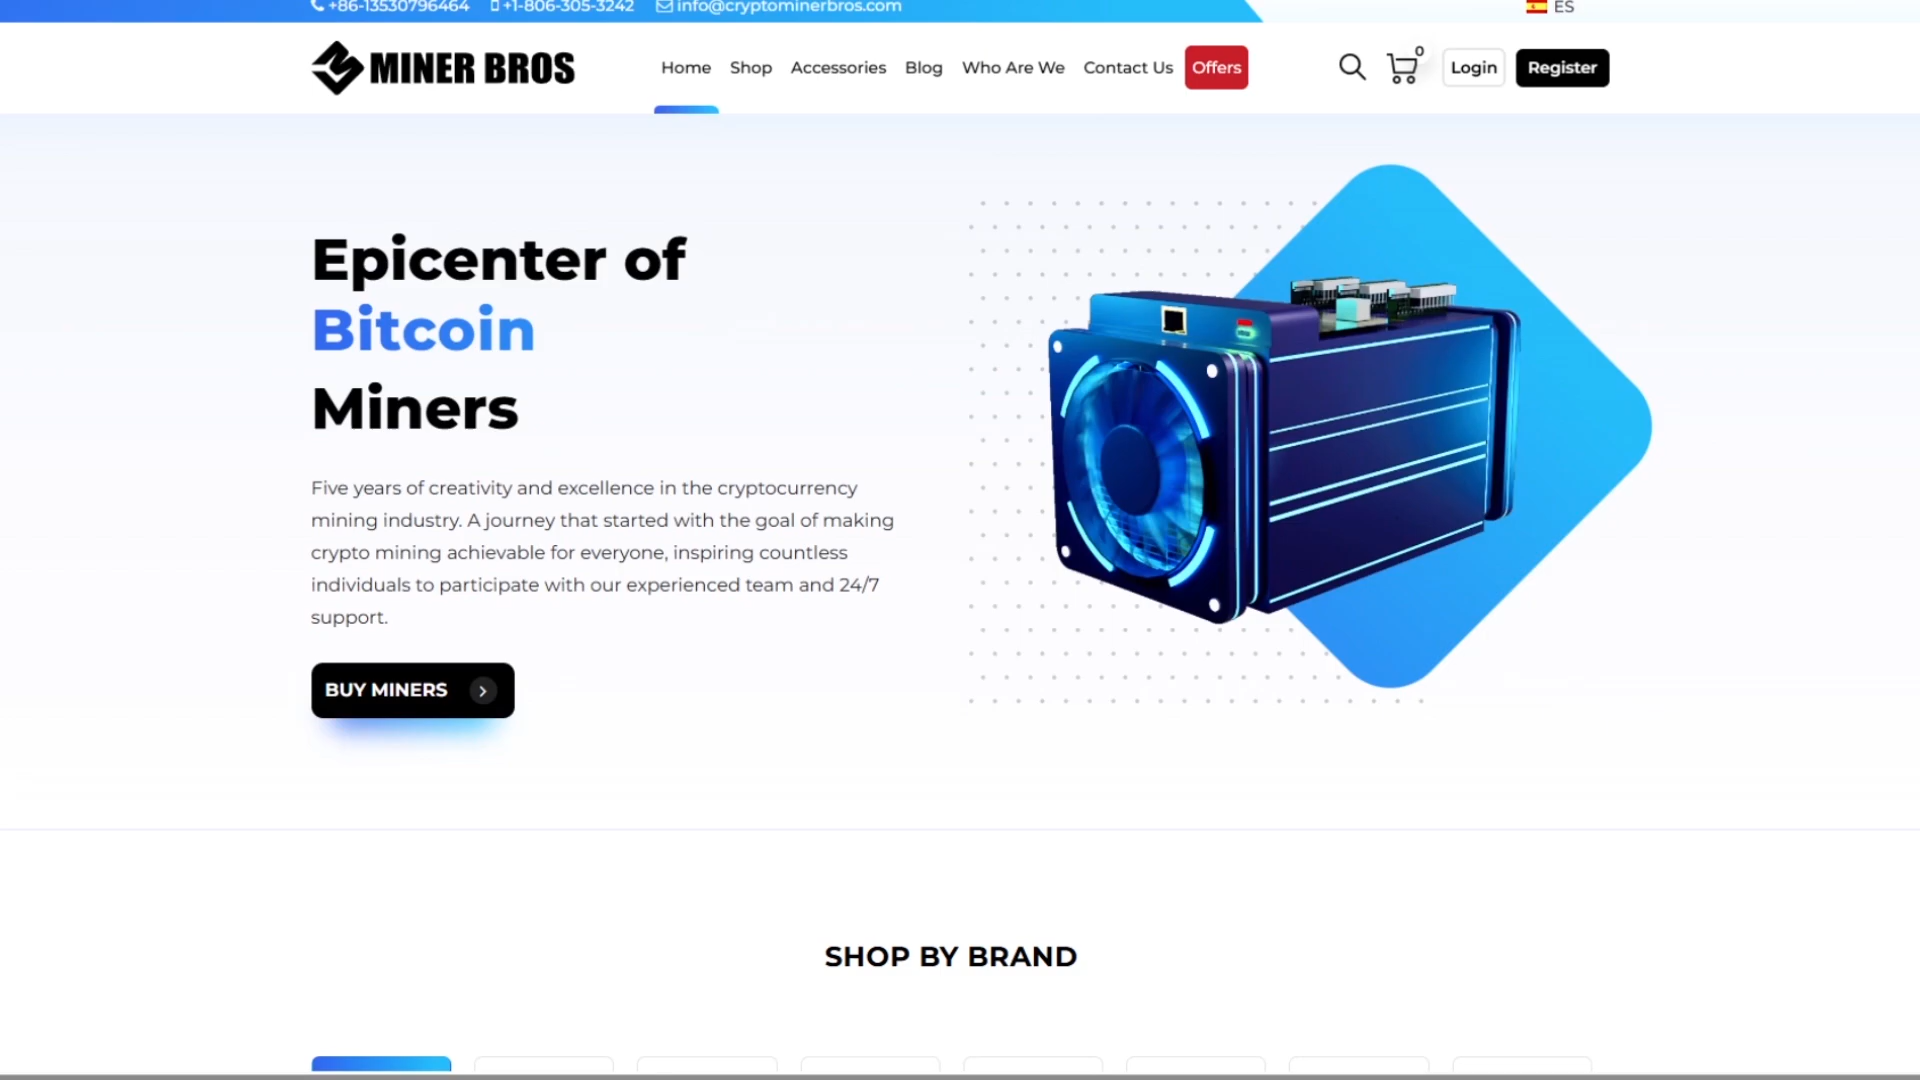 +86-13530796464 +1-806-305-3242 info@cryptominerbros.com ES
MINER BROS Home Shop Accessories Blog Who Are We Contact Us Offers 0 Login Register
Epicenter of
Bitcoin
Miners
Five years of creativity and excellence in the cryptocurrency
mining industry. A journey that started with the goal of making
crypto mining achievable for everyone, inspiring countless
individuals to participate with our experienced team and 24/7
support.
BUY MINERS
SHOP BY BRAND